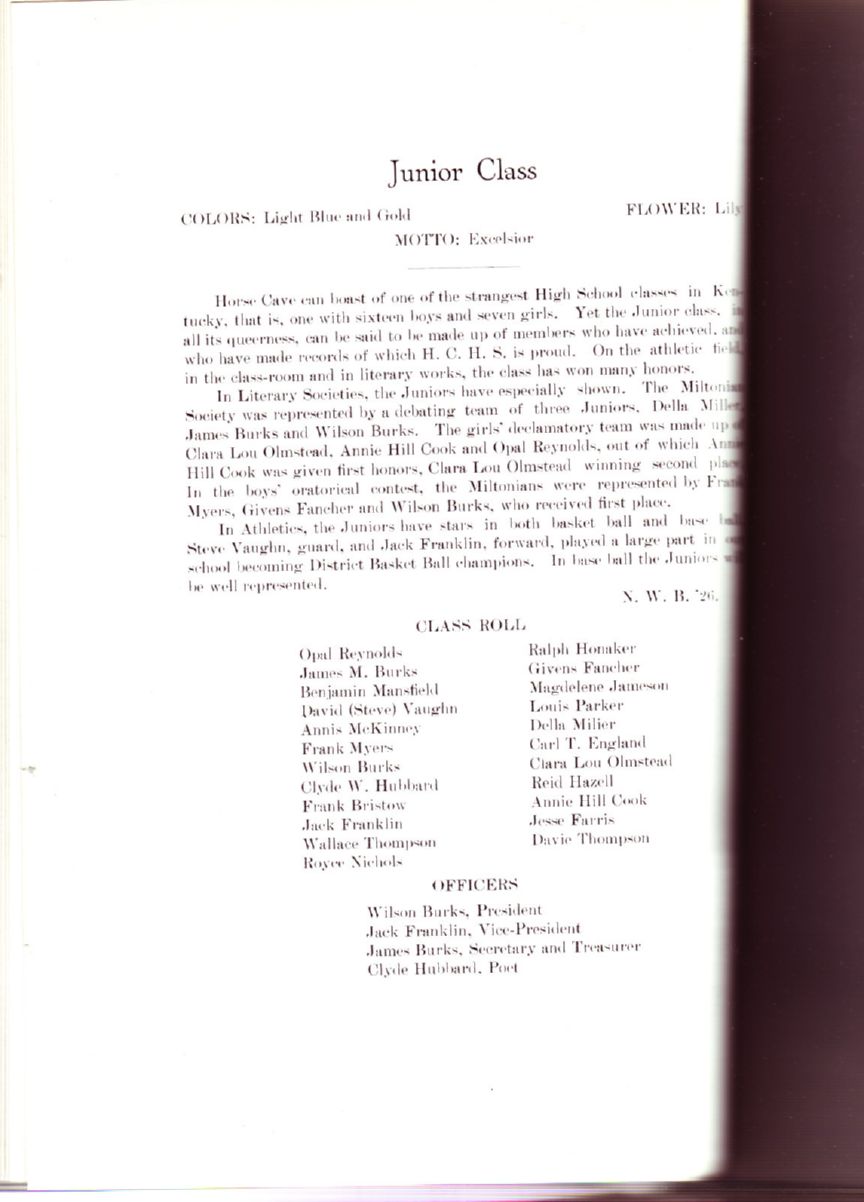 Junior Class
COLORS: Light Blue and Gold FLOWER: Lily
MOTTO: Excelsior
Horse Cave can boast of one of the strangest High School classes in Ken-
tucky, that is, one with sixteen boys and seven girls. Yet the Junior class, in
all its queerness, can be said to be made up of members who have achieved, and
who have made records of which H. C. H. S. is proud. On the athletic field,
in the class-room and in literary works, the class has won many honors.
In Literary Societies, the Juniors have especially shown. The Miltonian
Society was represented by a debating team of three Juniors, Della Miller,
James Burks and Wilson Burks. The girls' declamatory team was made up of
Clara Lou Olmstead, Annie Hill Cook and Opal Reynolds, out of which Annie
Hill Cook was given first honors, Clara Lou Olmstead winning second place.
In the boys' oratorical contest, the Miltonians were represented by Frank
Myers, Givens Fancher and Wilson Burks, who received first place.
In Athletics, the Juniors have stars in both basket ball and base ball.
Steve Vaughn, guard, and Jack Franklin, forward, played a large part in our
school becoming District Basket Ball champions. In base ball the Juniors will
be well represented.
N. W. B. '26.
CLASS ROLL
Opal Reynolds
James M. Burks
Benjamin Mansfield
David (Steve) Vaughn
Annis McKinney
Frank Myers
Wilson Burks
Clyde W. Hubbard
Frank Bristow
Jack Franklin
Wallace Thompson
Royce Nichols
Ralph Honaker
Givens Fancher
Magdelene Jameson
Louis Parker
Della Milier
Carl T. England
Clara Lou Olmstead
Reid Hazell
Annie Hill Cook
Jesse Farris
Davie Thompson
OFFICERS
Wilson Burks, President
Jack Franklin, Vice-President
James Burks, Secretary and Treasurer
Clyde Hubbard, Poet